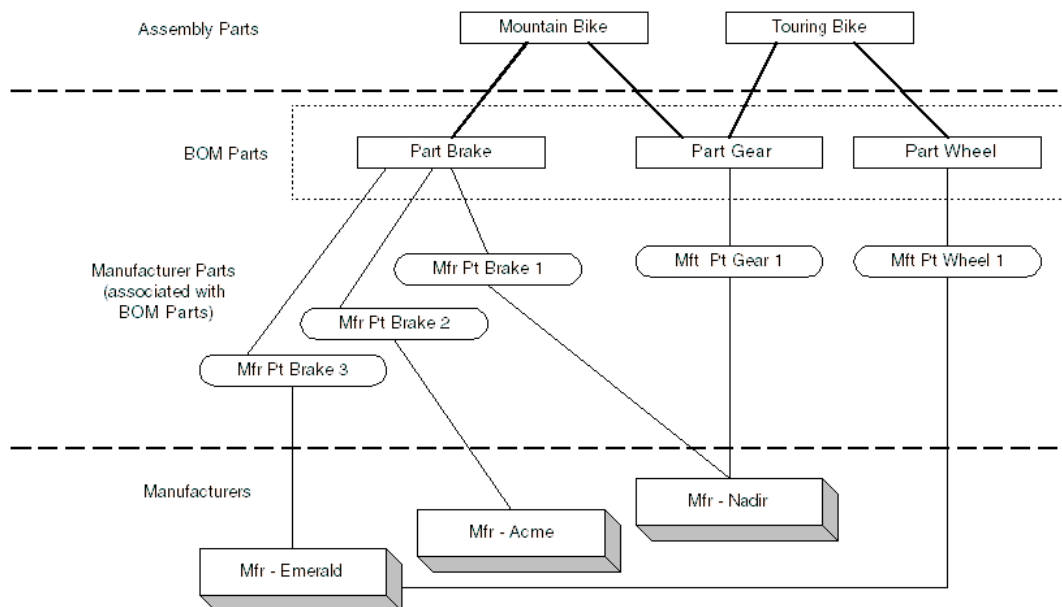 Assembly Parts
Mountain Bike
Touring Bike
BOM Parts
Part Brake
Part Gear
Part Wheel
Manufacturer Parts
(associated with
BOM Parts)
Mfr Pt Brake 1
Mft Pt Gear 1
Mft Pt Wheel 1
Mfr Pt Brake 2
Mfr Pt Brake 3
Manufacturers
Mfr - Nadir
Mfr - Acme
Mfr - Emerald